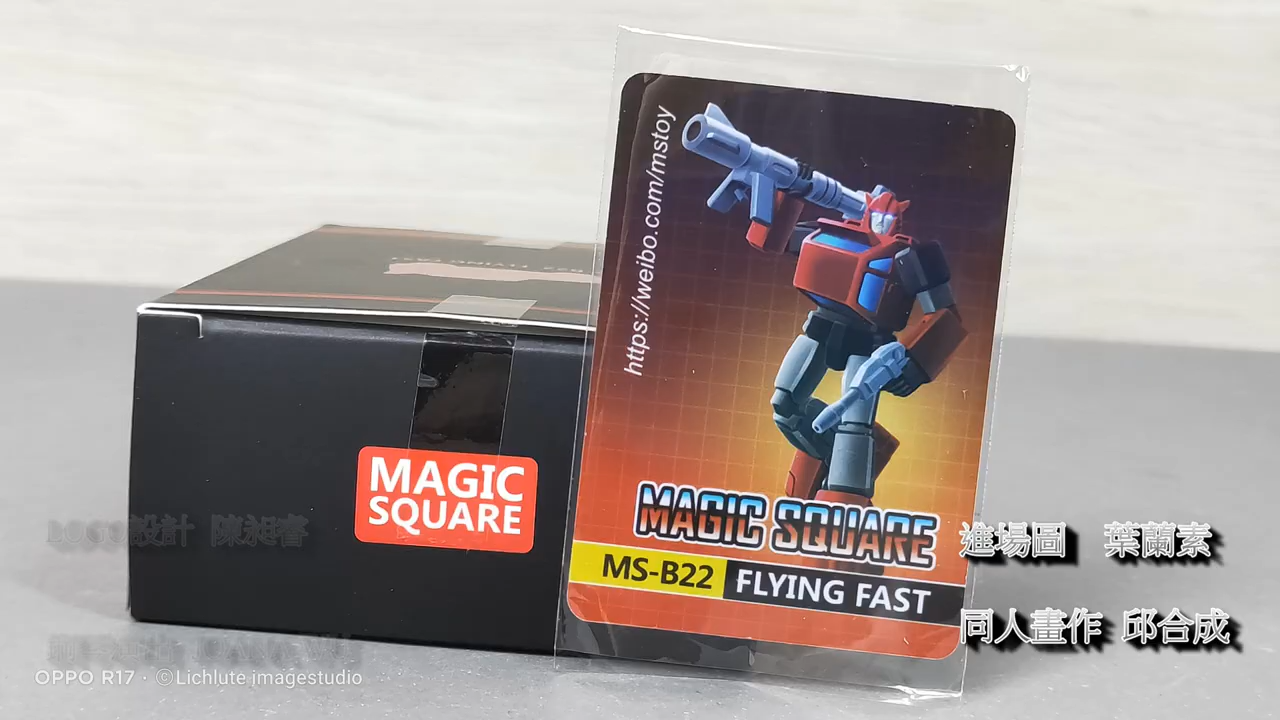 https://weibo.com/mstoy
MAGIC
SQUARE
MAGIC SQUARE
MS-B22 FLYING FAST
LOGO設計 陳昶睿
進場圖 葉蘭素
同人畫作 邱合成
OPPO R17 · ©Lichlute imagestudio